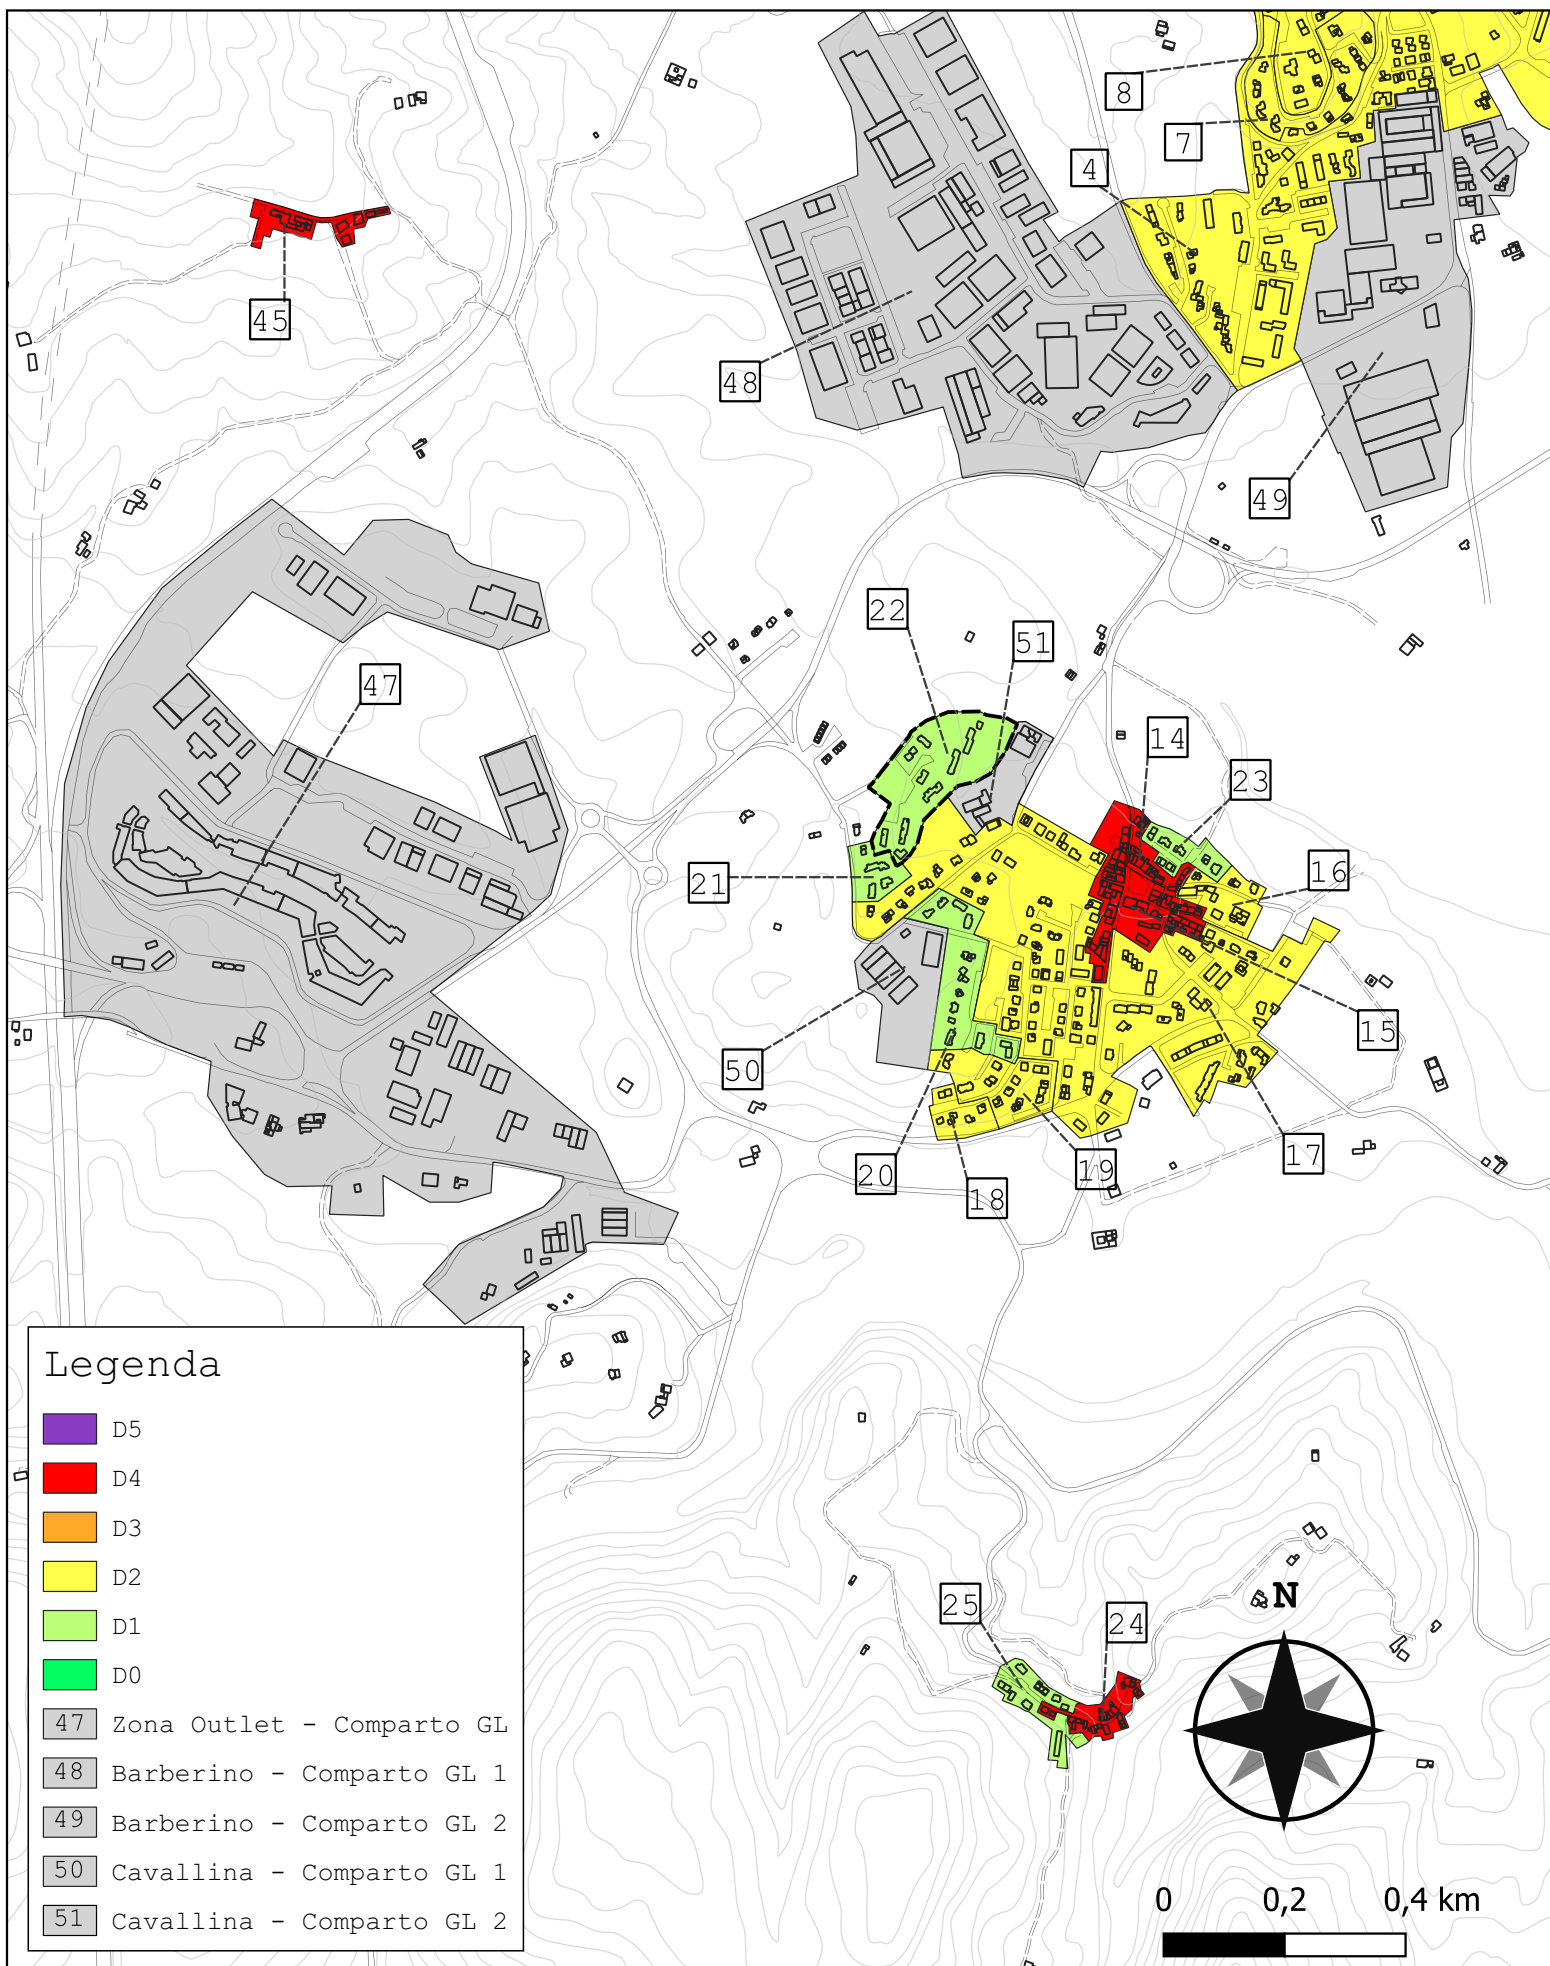 8
7
4
45
48
49
22
51
47
14
23
21
16
15
50
20
18
19
17
25
24
N
Legenda
D5
D4
D3
D2
D1
D0
47 Zona Outlet - Comparto GL
48 Barberino - Comparto GL 1
49 Barberino - Comparto GL 2
50 Cavallina - Comparto GL 1
51 Cavallina - Comparto GL 2
0 0,2 0,4 km